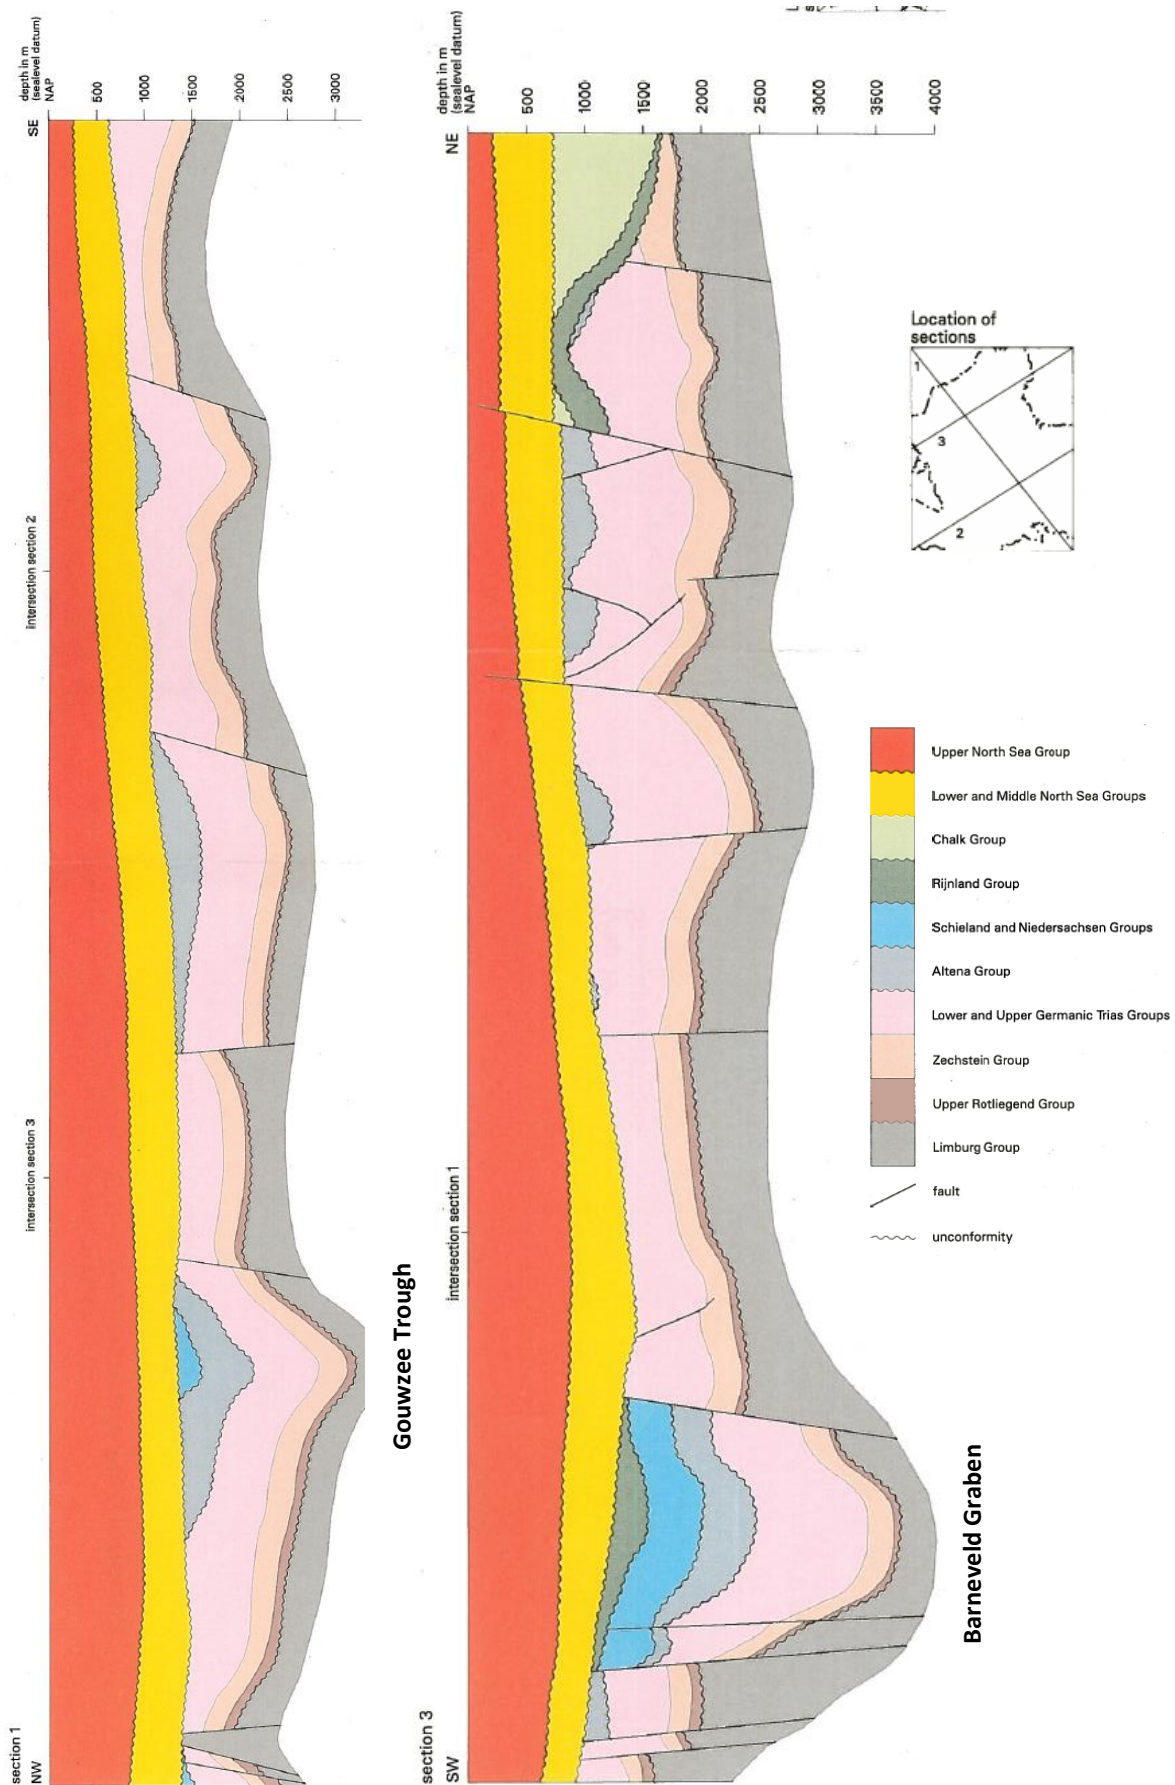 depth in m
(sealevel datum)
NAP
500
1000
1500
2000
2500
3000
SE
intersection section 2
intersection section 3
section 1
NW
Gouwzee Trough
depth in m
(sealevel datum)
NAP
500
1000
1500
2000
2500
3000
3500
4000
NE
intersection section 1
section 3
SW
Barneveld Graben
Location of
sections
1
3
2
Upper North Sea Group
Lower and Middle North Sea Groups
Chalk Group
Rijnland Group
Schieland and Niedersachsen Groups
Altena Group
Lower and Upper Germanic Trias Groups
Zechstein Group
Upper Rotliegend Group
Limburg Group
fault
unconformity